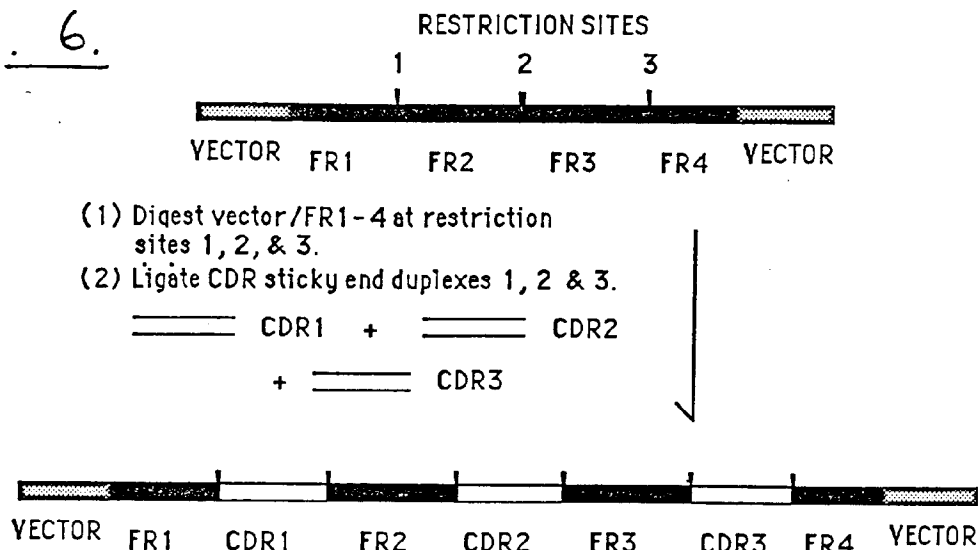 . 6.
RESTRICTION SITES
1 2 3
VECTOR FR1 FR2 FR3 FR4 VECTOR
(1) Digest vector/FR1-4 at restriction
sites 1, 2, & 3.
(2) Ligate CDR sticky end duplexes 1, 2 & 3.
CDR1 + CDR2
+ CDR3
VECTOR FR1 CDR1 FR2 CDR2 FR3 CDR3 FR4 VECTOR